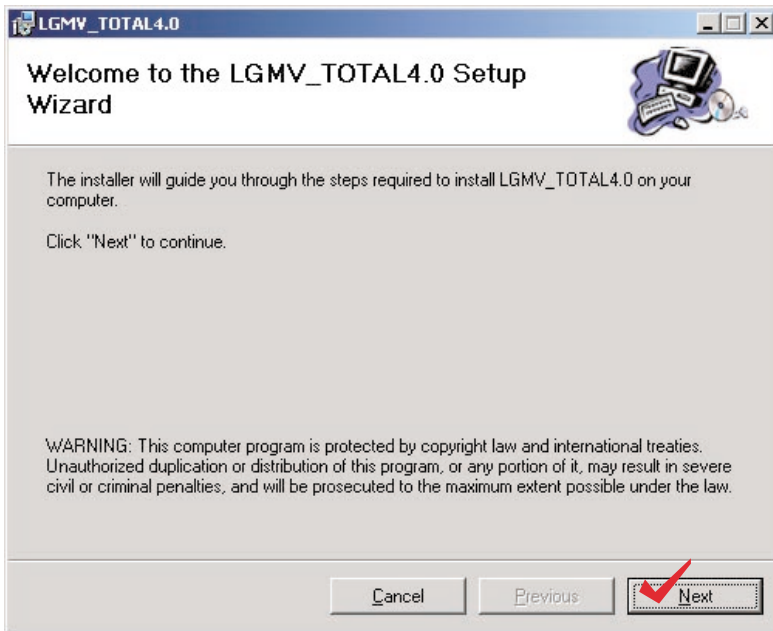 LGMV_TOTAL4.0
Welcome to the LGMV_TOTAL4.0 Setup
Wizard
The installer will guide you through the steps required to install LGMV_TOTAL4.0 on your
computer.
Click "Next" to continue.
WARNING: This computer program is protected by copyright law and international treaties.
Unauthorized duplication or distribution of this program, or any portion of it, may result in severe
civil or criminal penalties, and will be prosecuted to the maximum extent possible under the law.
Cancel Previous Next